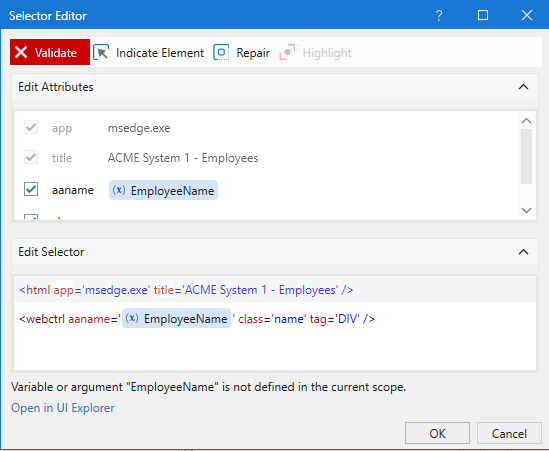 Selector Editor
? 
Validate Indicate Element Repair Highlight
Edit Attributes
app msedge.exe
title ACME System 1 - Employees
aaname (x) EmployeeName
Edit Selector
<html app='msedge.exe' title='ACME System 1 - Employees' />
<webctrl aaname=' (x) EmployeeName ' class='name' tag='DIV' />
Variable or argument "EmployeeName" is not defined in the current scope.
Open in UI Explorer
OK Cancel